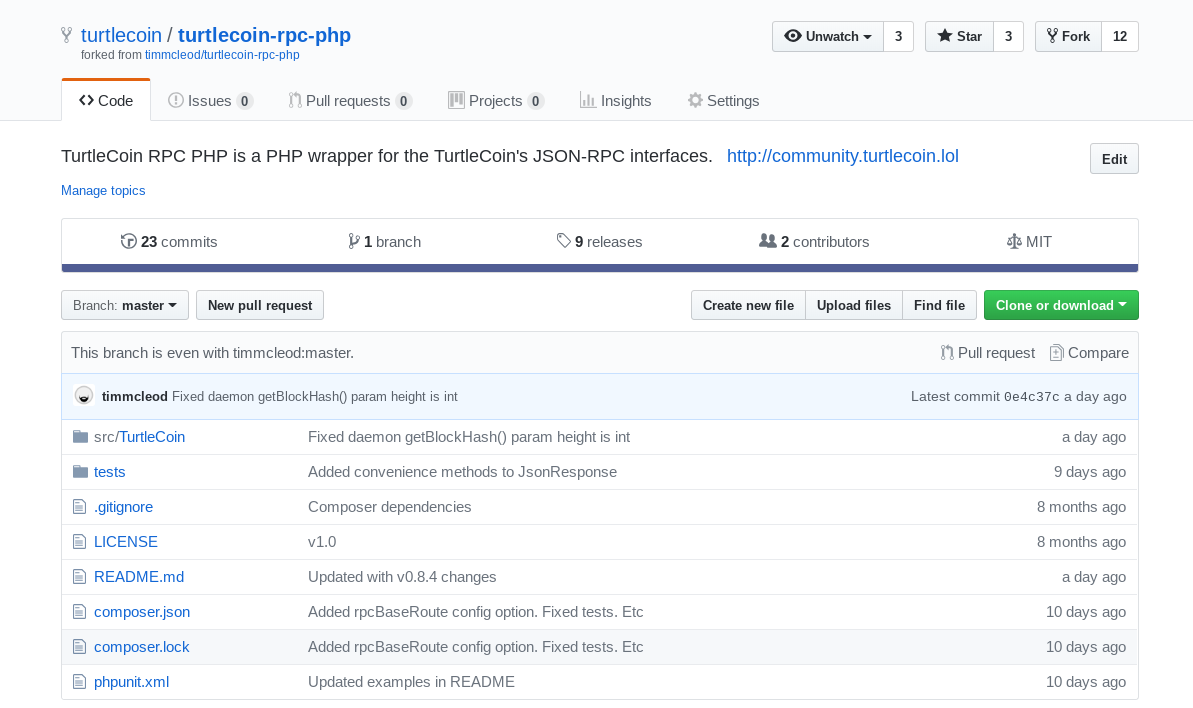 turtlecoin / turtlecoin-rpc-php
forked from timmcleod/turtlecoin-rpc-php
Unwatch 3 Star 3 Fork 12
Code Issues 0 Pull requests 0 Projects 0 Insights Settings
TurtleCoin RPC PHP is a PHP wrapper for the TurtleCoin's JSON-RPC interfaces. http://community.turtlecoin.lol Edit
Manage topics
23 commits 1 branch 9 releases 2 contributors MIT
Branch: master New pull request Create new file Upload files Find file Clone or download
This branch is even with timmcleod:master. Pull request Compare
timmcleod Fixed daemon getBlockHash() param height is int Latest commit 0e4c37c a day ago
src/TurtleCoin Fixed daemon getBlockHash() param height is int a day ago
tests Added convenience methods to JsonResponse 9 days ago
.gitignore Composer dependencies 8 months ago
LICENSE v1.0 8 months ago
README.md Updated with v0.8.4 changes a day ago
composer.json Added rpcBaseRoute config option. Fixed tests. Etc 10 days ago
composer.lock Added rpcBaseRoute config option. Fixed tests. Etc 10 days ago
phpunit.xml Updated examples in README 10 days ago